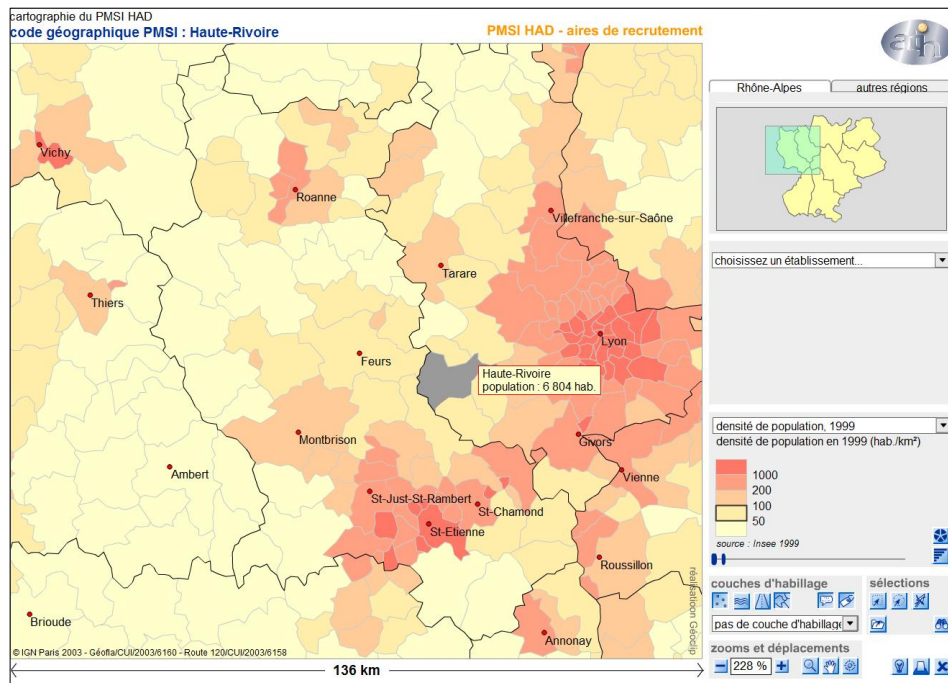 cartographie du PMSI HAD
code géographique PMSI : Haute-Rivoire
PMSI HAD - aires de recrutement
atih
Rhône-Alpes
autres régions
Vichy
Roanne
Villefranche-sur-Saône
Tarare
Thiers
Lyon
Feurs
Haute-Rivoire
population : 6 804 hab.
Montbrison
Givors
Ambert
Vienne
St-Just-St-Rambert
St-Chamond
St-Etienne
Roussillon
Brioude
Annonay
réalisation Géoclip
© IGN Paris 2003 - Géofla/CUI/2003/6160 - Route 120/CUI/2003/6158
136 km
choisissez un établissement...
densité de population, 1999
densité de population en 1999 (hab./km²)
1000
200
100
50
source : Insee 1999
couches d'habillage
sélections
pas de couche d'habillage
zooms et déplacements
228 %